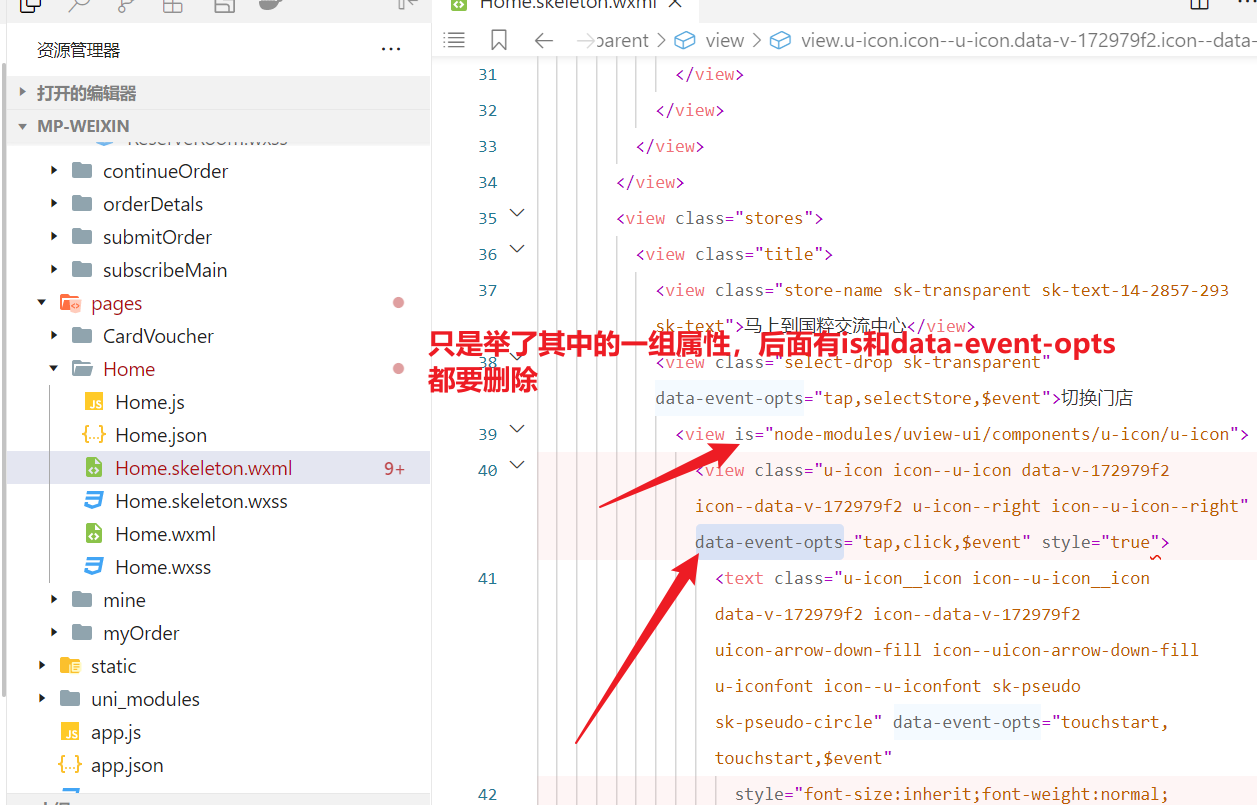 Home.skeleton.wxml
资源管理器
···
parent > view > view.u-icon.icon--u-icon.data-v-172979f2.icon--data-
打开的编辑器
MP-WEIXIN
ReserveRoom.wxss
continueOrder
orderDetals
submitOrder
subscribeMain
pages
CardVoucher
Home
Home.js
Home.json
Home.skeleton.wxml 9+
Home.skeleton.wxss
Home.wxml
Home.wxss
mine
myOrder
static
uni_modules
app.js
app.json
31 </view>
32 </view>
33 </view>
34 </view>
35 <view class="stores">
36 <view class="title">
37 <view class="store-name sk-transparent sk-text-14-2857-293
sk-text">马上到国粹交流中心</view>
只是举了其中的一组属性，后面有is和data-event-opts
都要删除
38 <view class="select-drop sk-transparent"
data-event-opts="tap,selectStore,$event">切换门店
39 <view is="node-modules/uview-ui/components/u-icon/u-icon">
40 <view class="u-icon icon--u-icon data-v-172979f2
icon--data-v-172979f2 u-icon--right icon--u-icon--right"
data-event-opts="tap,click,$event" style="true">
41 <text class="u-icon__icon icon--u-icon__icon
data-v-172979f2 icon--data-v-172979f2
uicon-arrow-down-fill icon--uicon-arrow-down-fill
u-iconfont icon--u-iconfont sk-pseudo
sk-pseudo-circle" data-event-opts="touchstart,
touchstart,$event"
42 style="font-size:inherit;font-weight:normal;